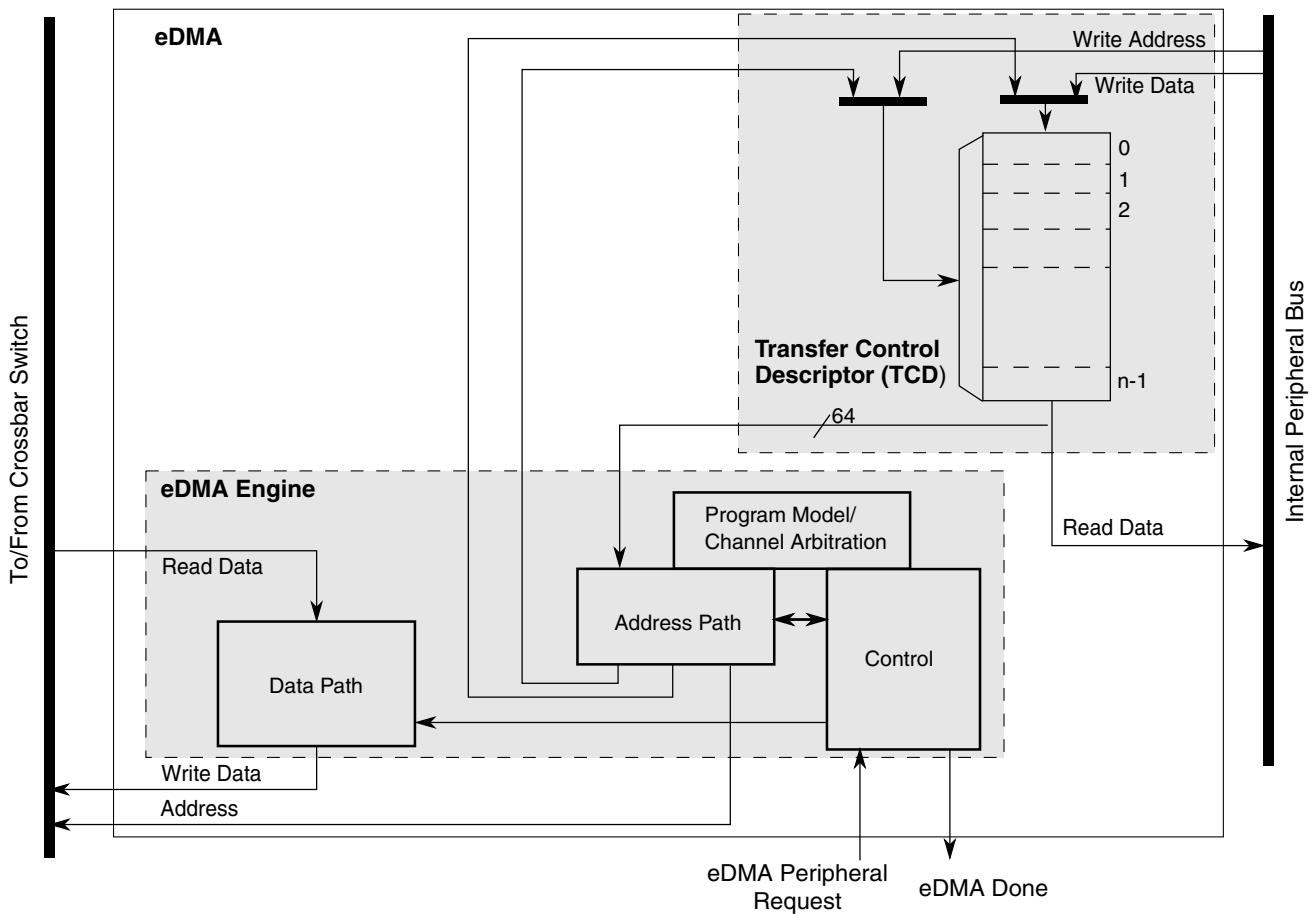 eDMA
Write Address
Write Data
0
1
2
n-1
Transfer Control
Descriptor (TCD)
64
To/From Crossbar Switch
Internal Peripheral Bus
eDMA Engine
Program Model/
Channel Arbitration
Read Data
Read Data
Address Path
Control
Data Path
Write Data
Address
eDMA Peripheral
Request
eDMA Done